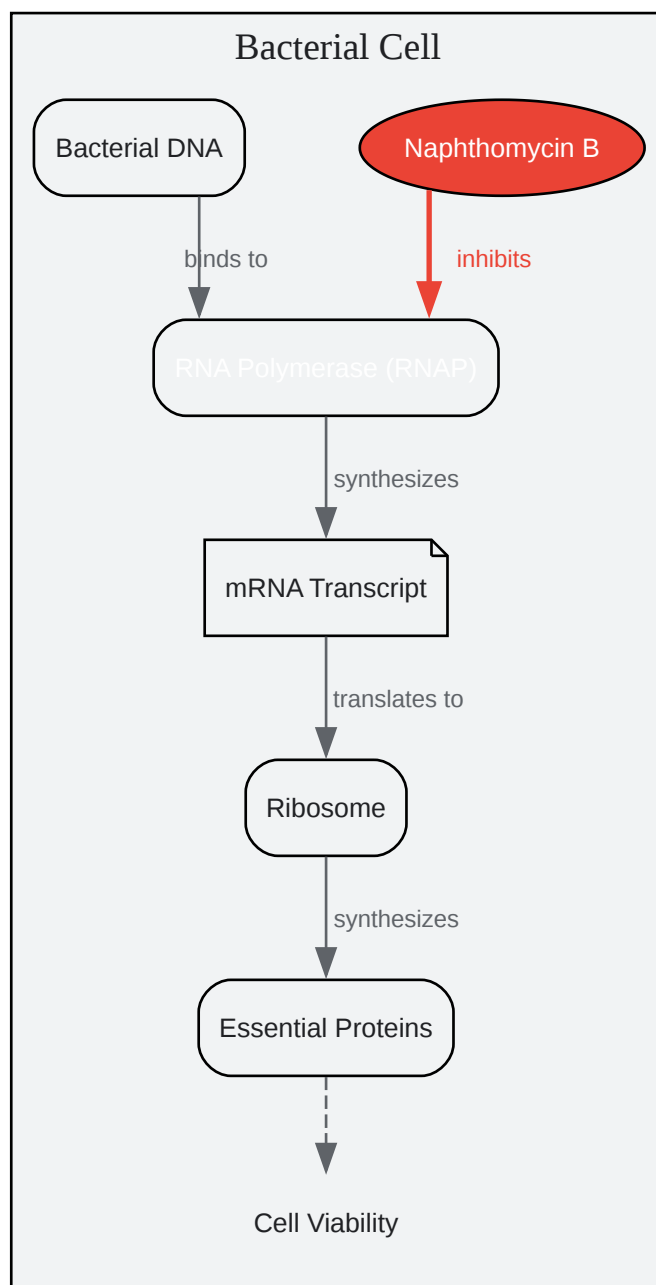 Bacterial Cell
Bacterial DNA
Naphthomycin B
binds to
inhibits
RNA Polymerase (RNAP)
synthesizes
mRNA Transcript
translates to
Ribosome
synthesizes
Essential Proteins
Cell Viability